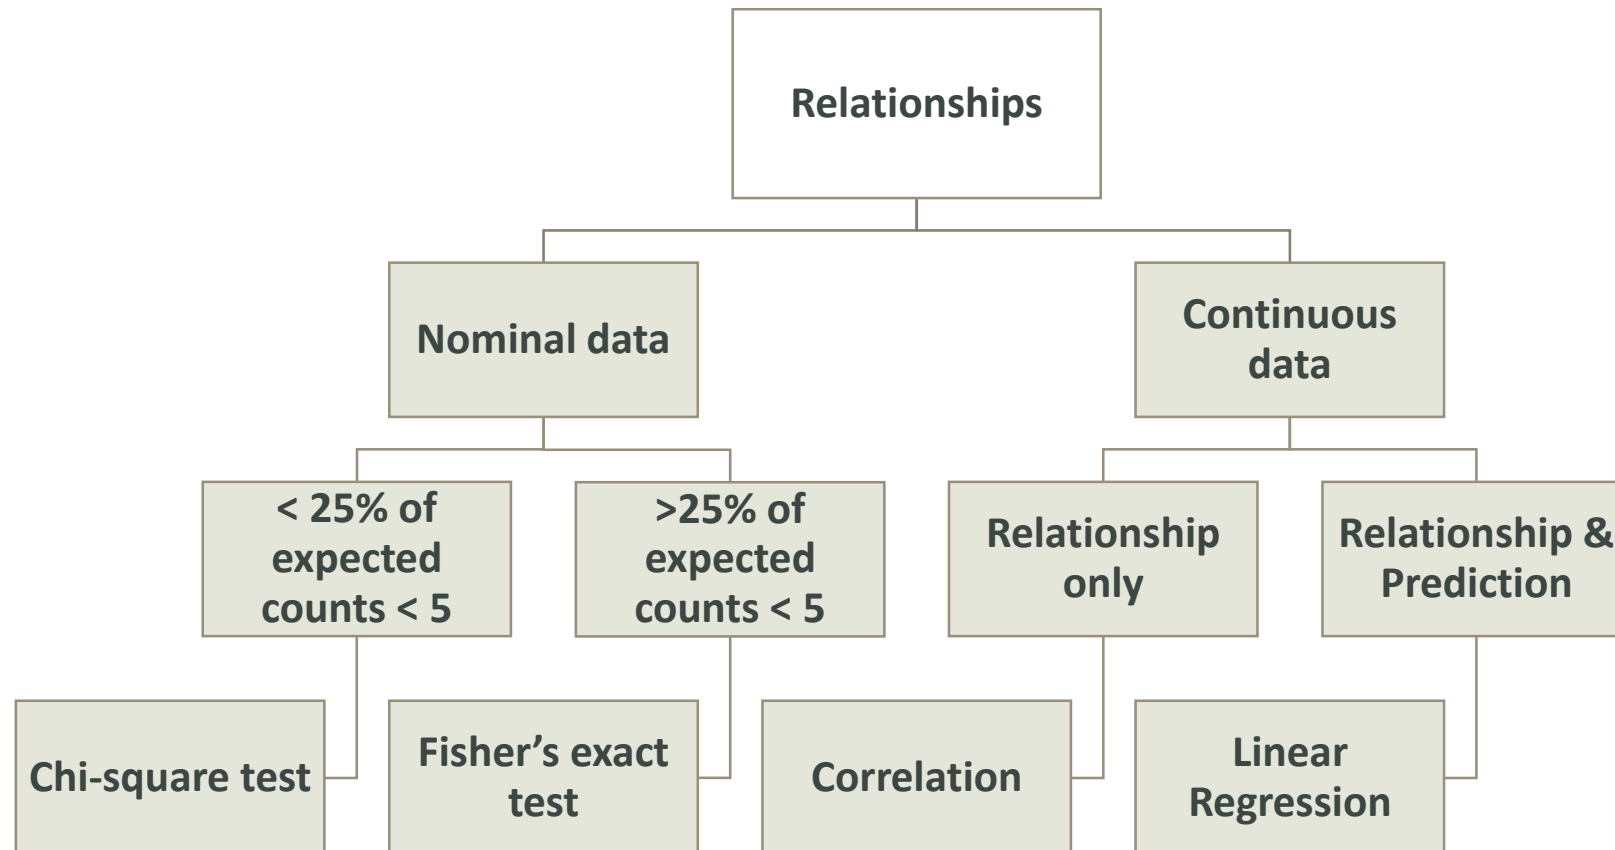 Relationships
Nominal data
Continuous
data
< 25% of
expected
counts < 5
>25% of
expected
counts < 5
Relationship
only
Relationship &
Prediction
Chi-square test
Fisher’s exact
test
Correlation
Linear
Regression